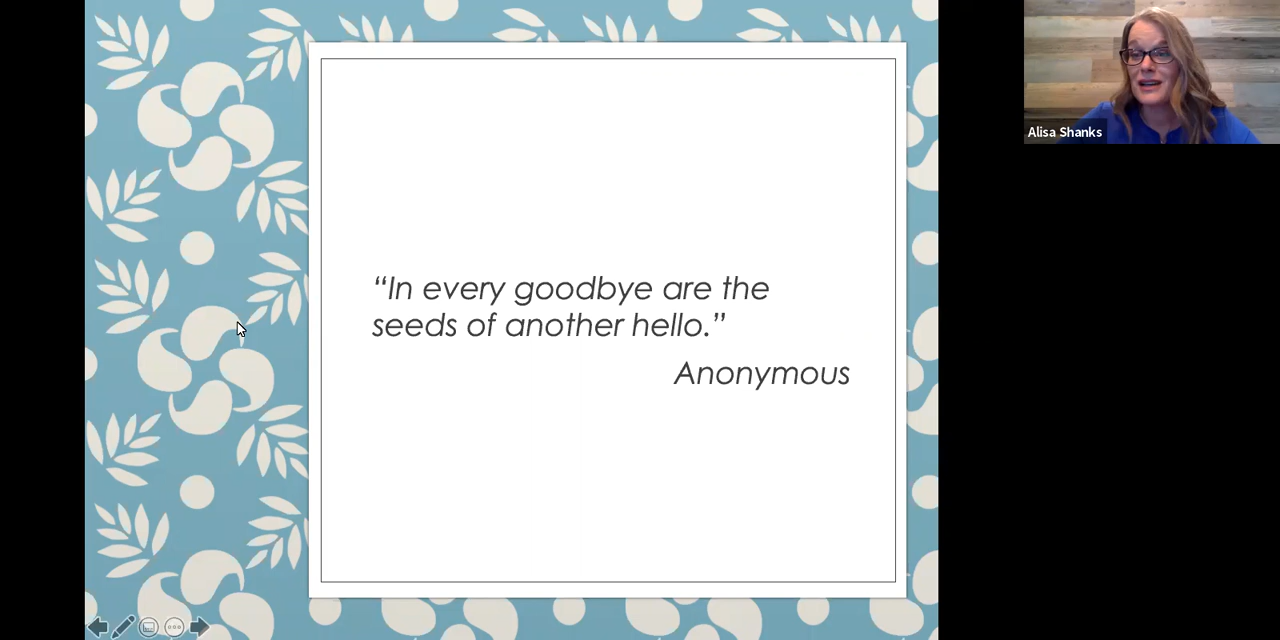 “In every goodbye are the
seeds of another hello.”
Anonymous
Alisa Shanks